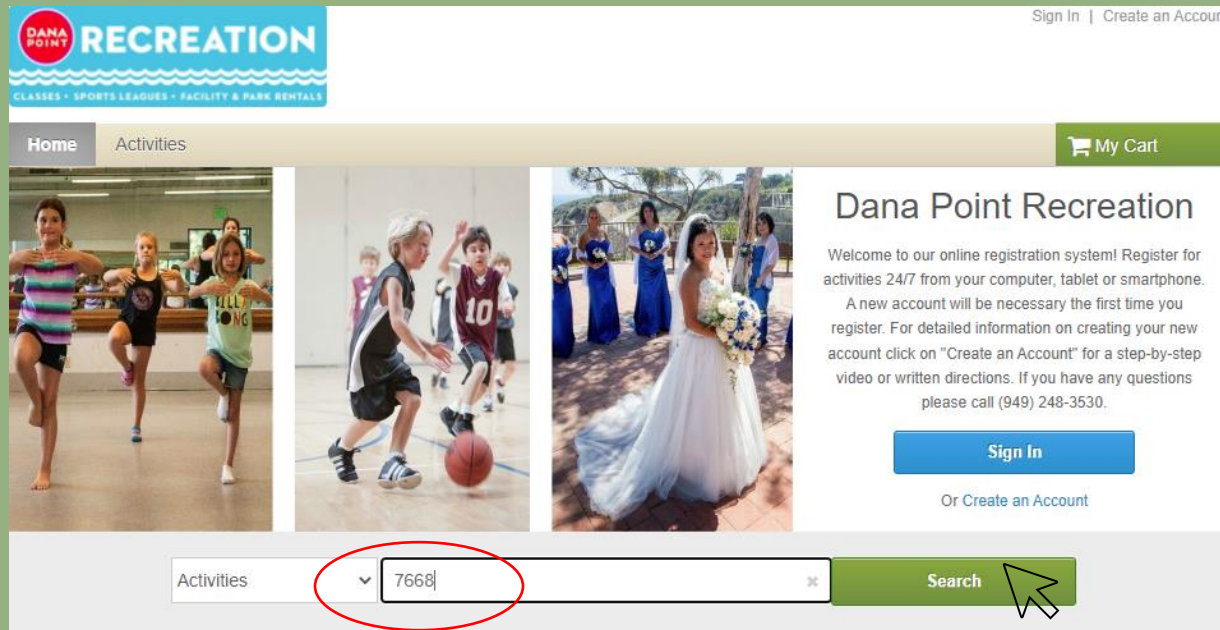 Sign In | Create an Accour
DANA
POINT
RECREATION
CLASSES • SPORTS LEAGUES • FACILITY & PARK RENTALS
Home Activities My Cart
10
BILLA
BONG
Dana Point Recreation
Welcome to our online registration system! Register for
activities 24/7 from your computer, tablet or smartphone.
A new account will be necessary the first time you
register. For detailed information on creating your new
account click on "Create an Account" for a step-by-step
video or written directions. If you have any questions
please call (949) 248-3530.
Sign In
Or Create an Account
Activities 7668 Search